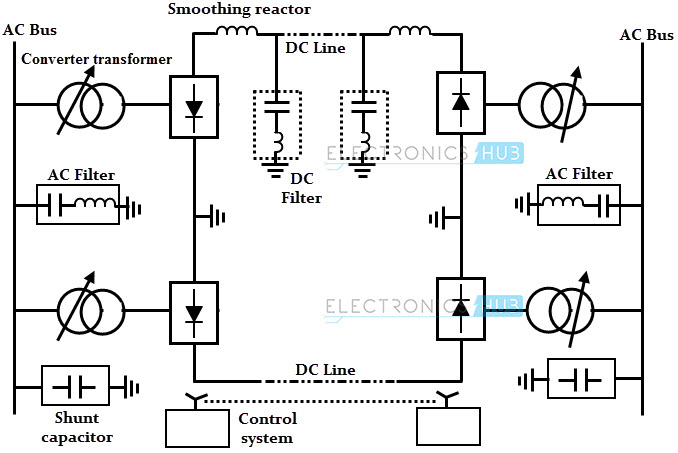 Smoothing reactor
AC Bus
DC Line
AC Bus
Converter transformer
ELECTRONICS HUB
AC Filter
DC
Filter
AC Filter
ELECTRONICS HUB
DC Line
Shunt
capacitor
Control
system